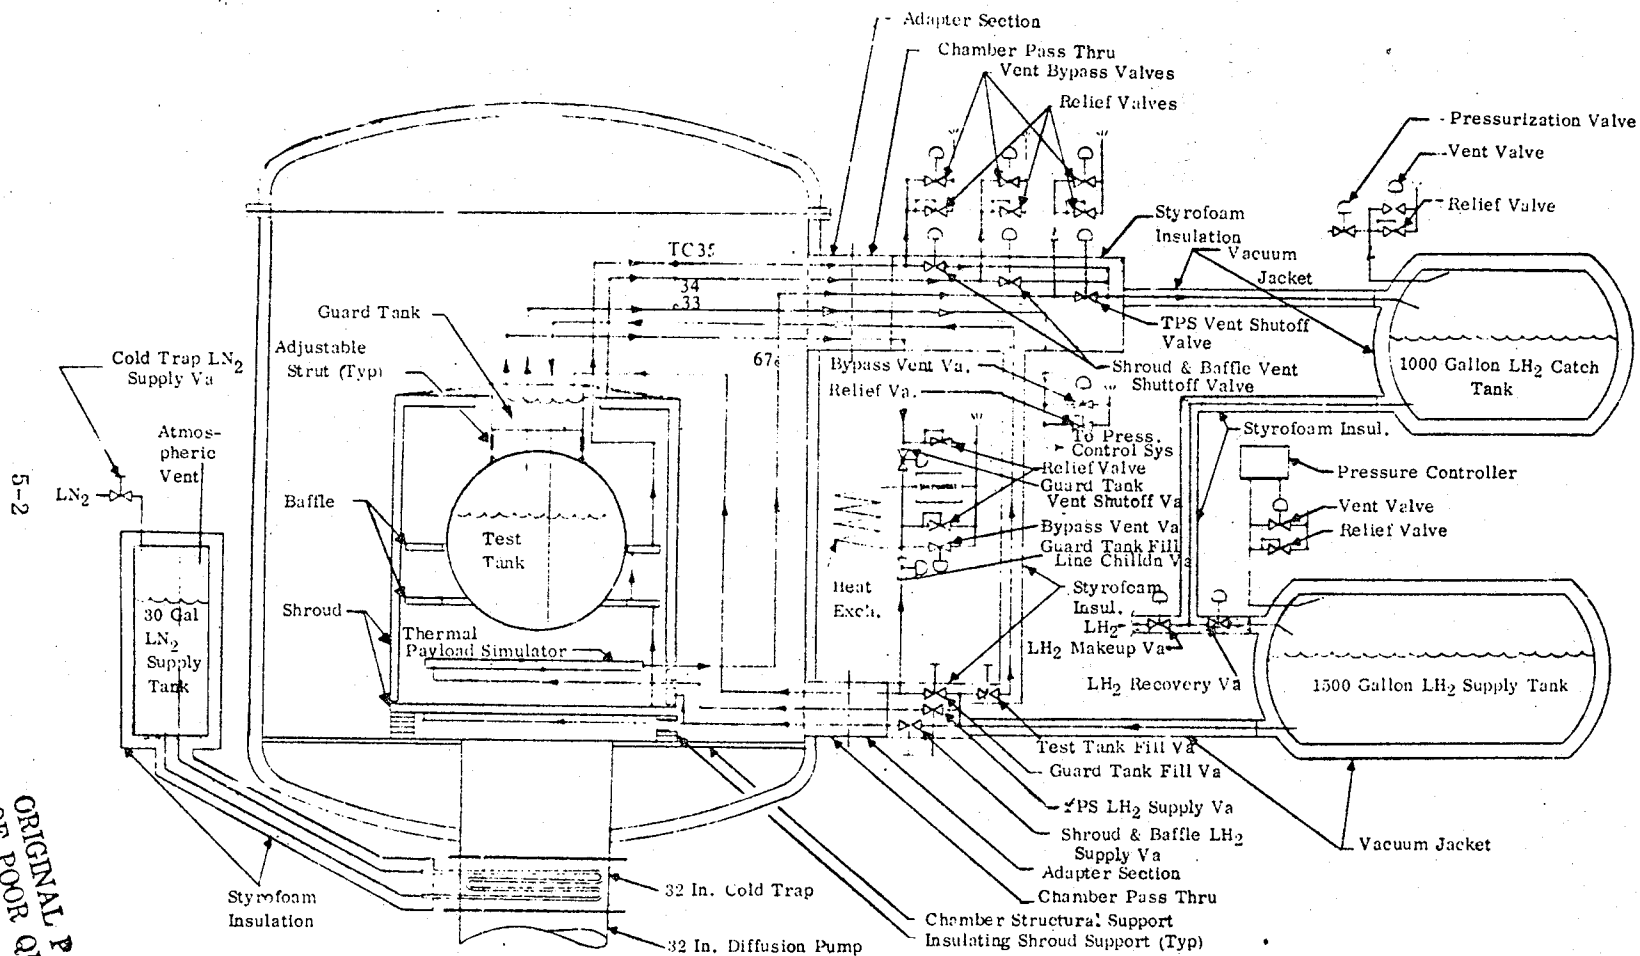 Adapter Section
Chamber Pass Thru
Vent Bypass Valves
Relief Valves
Pressurization Valve
Vent Valve
Relief Valve
Styrofoam
Insulation
Vacuum
Jacket
TC35
34
33
67
Guard Tank
Adjustable
Strut (Typ)
Cold Trap LN2
Supply Va
Atmos-
pheric
Vent
LN2
Baffle
Test
Tank
Shroud
Thermal
Payload Simulator
30 Gal
LN2
Supply
Tank
TPS Vent Shutoff
Valve
Shroud & Baffle Vent
Shuttoff Valve
Bypass Vent Va.
Relief Va.
To Press.
Control Sys
Relief Valve
Guard Tank
Vent Shutoff Va
Bypass Vent Va
Guard Tank Fill
Line Chilldn Va
Heat
Exch.
Styrofoam
Insul.
LH2
LH2 Makeup Va
LH2 Recovery Va
1000 Gallon LH2 Catch
Tank
Styrofoam Insul.
Pressure Controller
Vent Valve
Relief Valve
1500 Gallon LH2 Supply Tank
Test Tank Fill Va
Guard Tank Fill Va
TPS LH2 Supply Va
Shroud & Baffle LH2
Supply Va
Adapter Section
Chamber Pass Thru
Chamber Structural Support
Insulating Shroud Support (Typ)
Vacuum Jacket
32 In. Cold Trap
32 In. Diffusion Pump
Styrofoam
Insulation
5-2
ORIGINAL
POOR